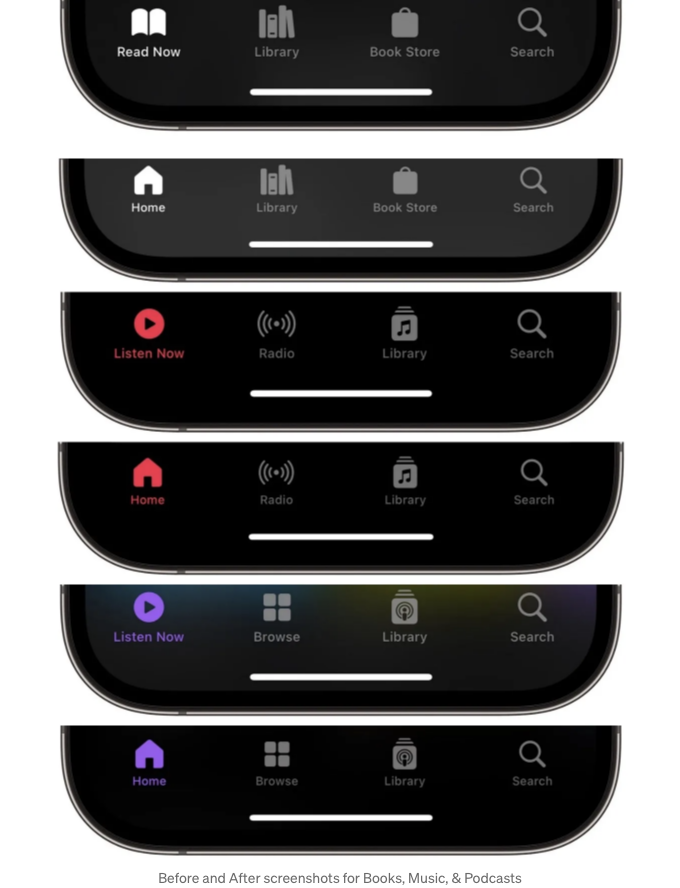 Read Now Library Book Store Search
Home Library Book Store Search
Listen Now Radio Library Search
Home Radio Library Search
Listen Now Browse Library Search
Home Browse Library Search
Before and After screenshots for Books, Music, & Podcasts